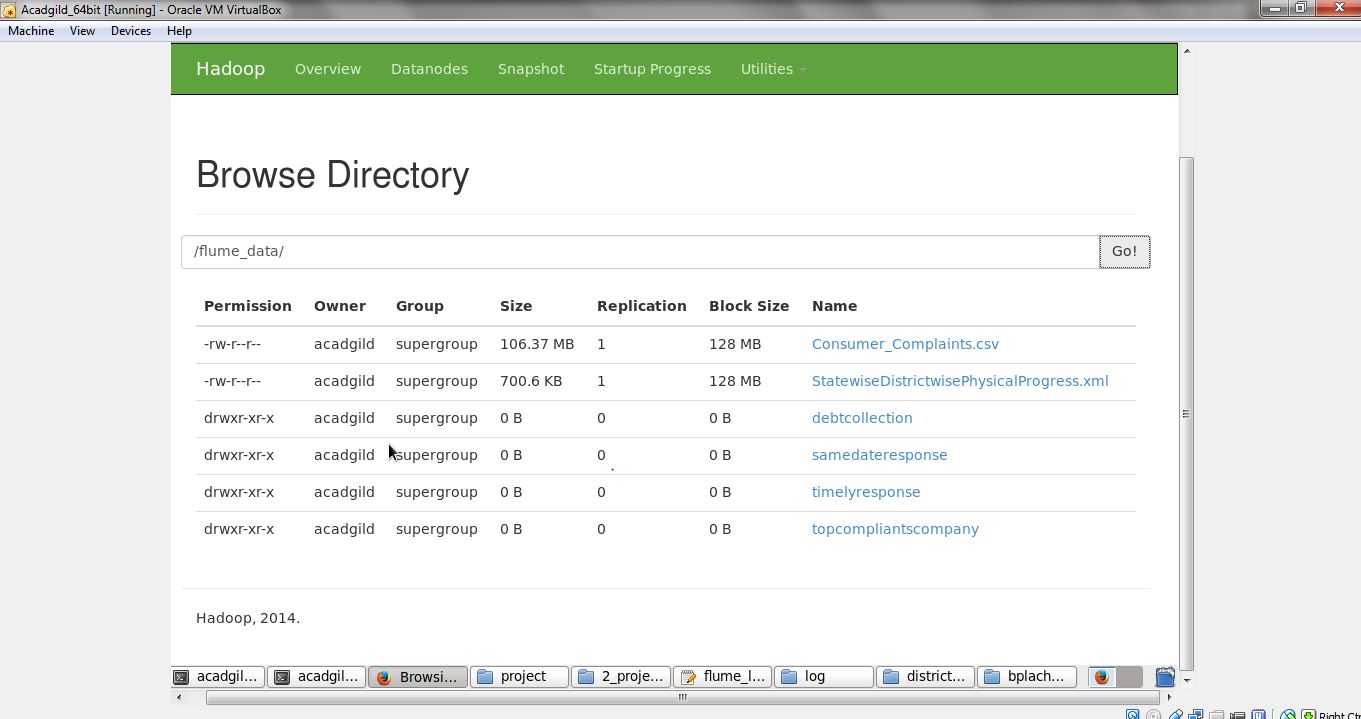 Acadgild_64bit [Running] - Oracle VM VirtualBox
Machine View Devices Help
Hadoop Overview Datanodes Snapshot Startup Progress Utilities
Browse Directory
/flume_data/ Go!
Permission Owner Group Size Replication Block Size Name
-rw-r--r-- acadgild supergroup 106.37 MB 1 128 MB Consumer_Complaints.csv
-rw-r--r-- acadgild supergroup 700.6 KB 1 128 MB StatewiseDistrictwisePhysicalProgress.xml
drwxr-xr-x acadgild supergroup 0 B 0 0 B debtcollection
drwxr-xr-x acadgild supergroup 0 B 0 0 B samedateresponse
drwxr-xr-x acadgild supergroup 0 B 0 0 B timelyresponse
drwxr-xr-x acadgild supergroup 0 B 0 0 B topcompliantscompany
Hadoop, 2014.
acadgil... acadgil... Browsi... project 2_proje... flume_l... log district... bplach...
Right Ctr